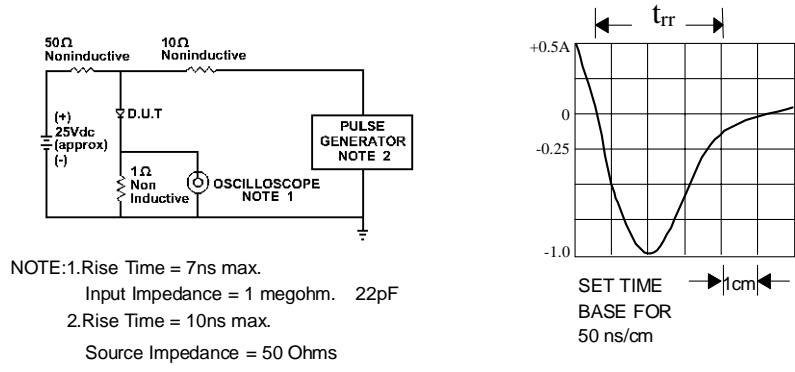 50Ω
Noninductive
10Ω
Noninductive
(+)
25Vdc
(approx)
(-)
D.U.T
1Ω
Non
Inductive
OSCILLOSCOPE
NOTE 1
PULSE
GENERATOR
NOTE 2
NOTE:1.Rise Time = 7ns max.
Input Impedance = 1 megohm. 22pF
2.Rise Time = 10ns max.
Source Impedance = 50 Ohms
trr
+0.5A
0
-0.25
-1.0
1cm
SET TIME
BASE FOR
50 ns/cm